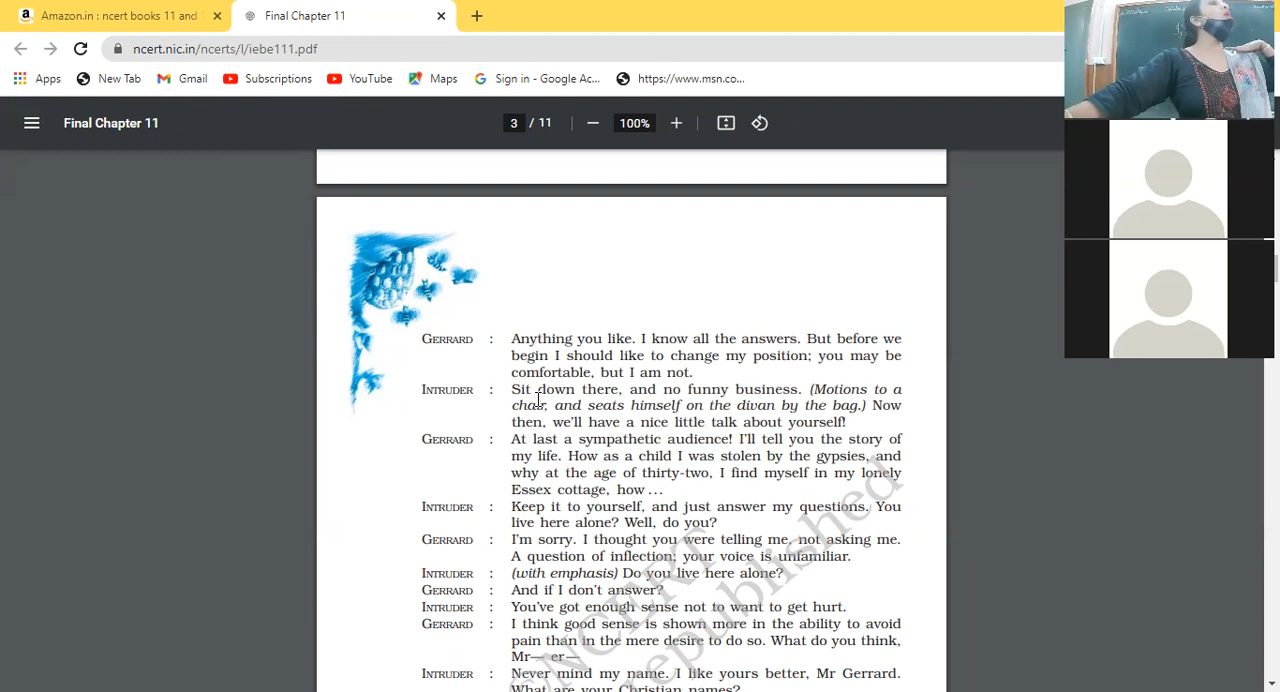 Amazon.in : ncert books 11 and
Final Chapter 11
ncert.nic.in/ncerts/l/iebe111.pdf
Apps
New Tab
Gmail
Subscriptions
YouTube
Maps
Sign in - Google Ac...
https://www.msn.co...
Final Chapter 11
3 / 11
100%
GERRARD : Anything you like. I know all the answers. But before we
begin I should like to change my position; you may be
comfortable, but I am not.
INTRUDER : Sit down there, and no funny business. (Motions to a
chair, and seats himself on the divan by the bag.) Now
then, we'll have a nice little talk about yourself!
GERRARD : At last a sympathetic audience! I'll tell you the story of
my life. How as a child I was stolen by the gypsies, and
why at the age of thirty-two, I find myself in my lonely
Essex cottage, how ...
INTRUDER : Keep it to yourself, and just answer my questions. You
live here alone? Well, do you?
GERRARD : I'm sorry. I thought you were telling me, not asking me.
A question of inflection; your voice is unfamiliar.
INTRUDER : (with emphasis) Do you live here alone?
GERRARD : And if I don't answer?
INTRUDER : You've got enough sense not to want to get hurt.
GERRARD : I think good sense is shown more in the ability to avoid
pain than in the mere desire to do so. What do you think,
Mr— er—
INTRUDER : Never mind my name. I like yours better, Mr Gerrard.
What are your Christian names?
©NCERT
republished